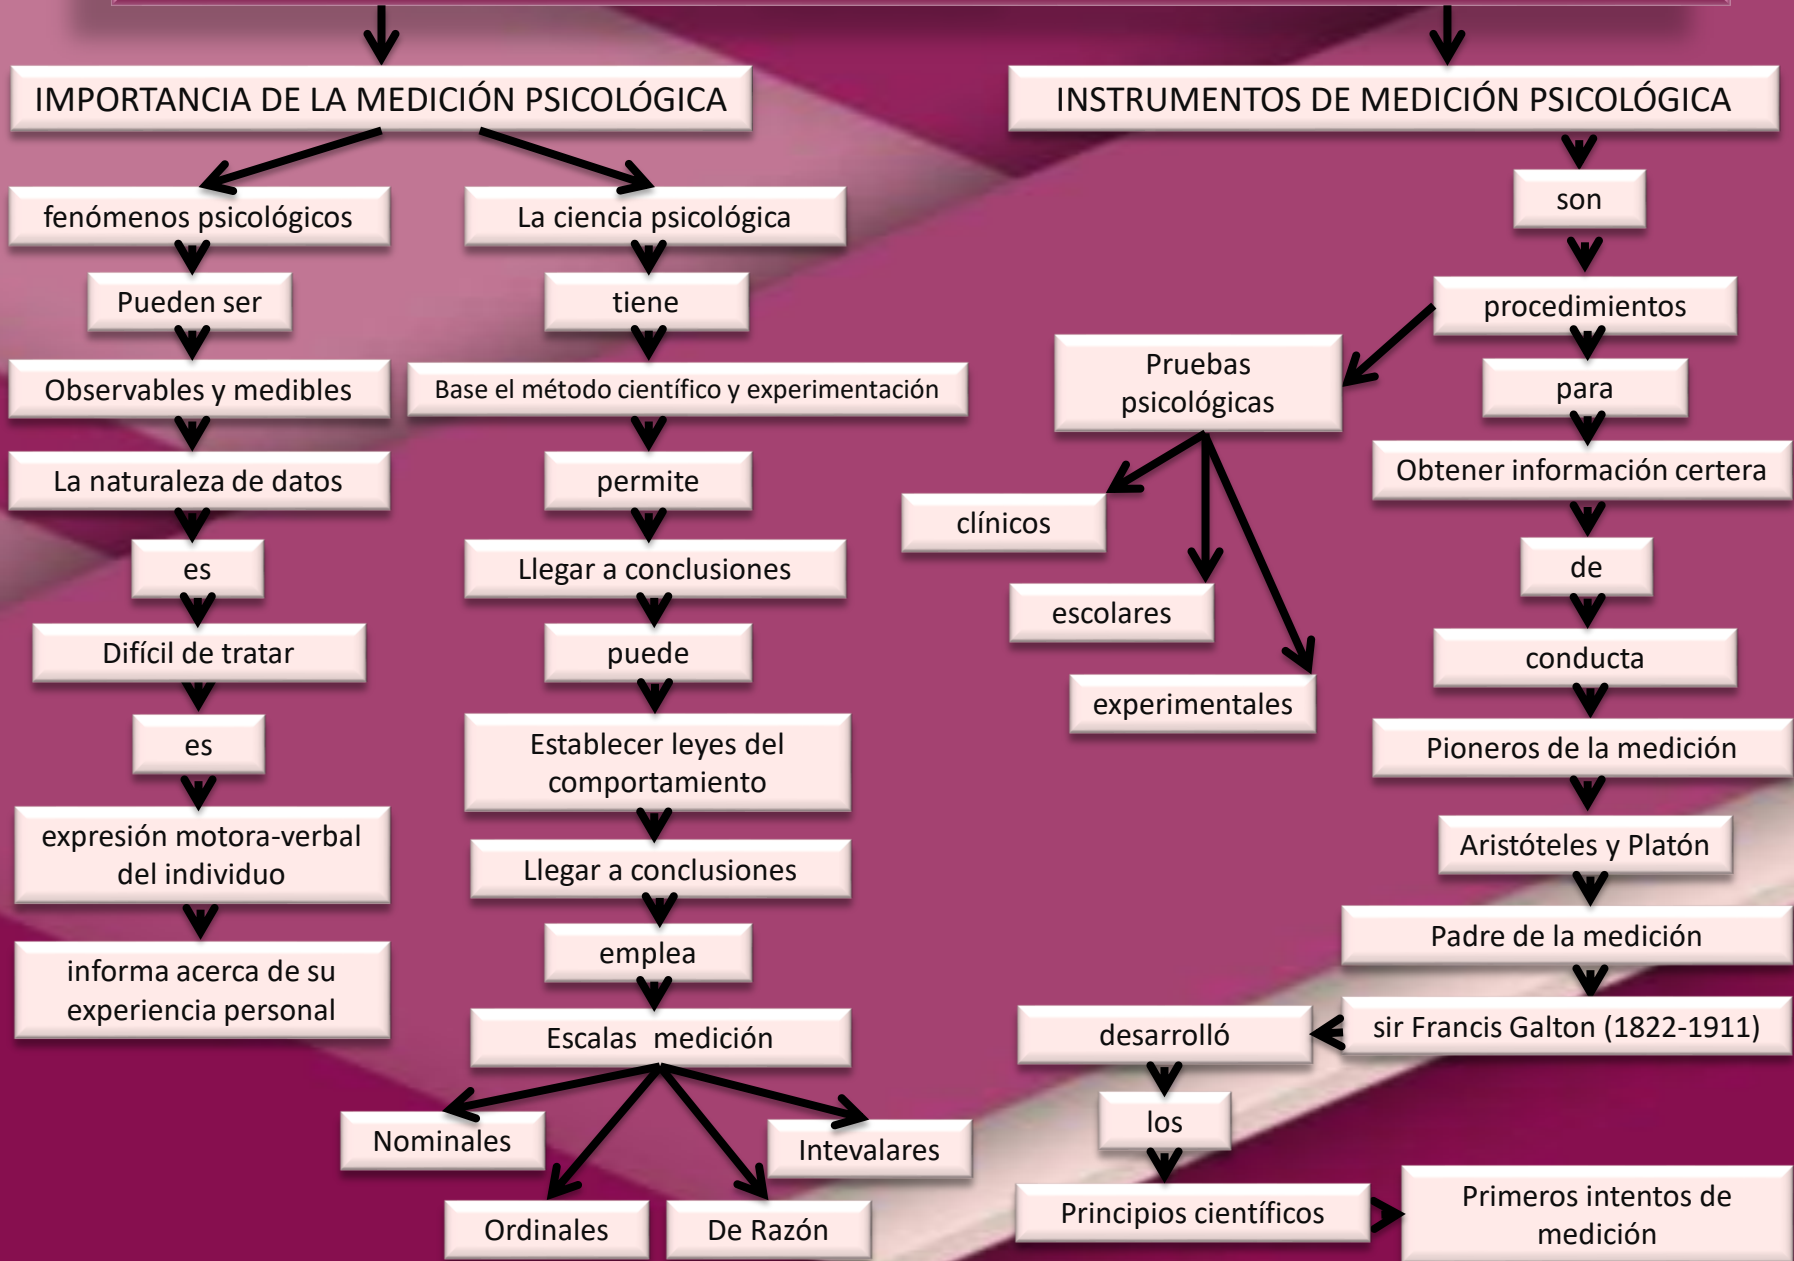 IMPORTANCIA DE LA MEDICIÓN PSICOLÓGICA
fenómenos psicológicos
Pueden ser
Observables y medibles
La naturaleza de datos
es
Difícil de tratar
es
expresión motora-verbal
del individuo
informa acerca de su
experiencia personal
La ciencia psicológica
tiene
Base el método científico y experimentación
permite
Llegar a conclusiones
puede
Establecer leyes del
comportamiento
Llegar a conclusiones
emplea
Escalas medición
Nominales
Ordinales
De Razón
Intevalares
INSTRUMENTOS DE MEDICIÓN PSICOLÓGICA
son
procedimientos
Pruebas
psicológicas
clínicos
escolares
experimentales
para
Obtener información certera
de
conducta
Pioneros de la medición
Aristóteles y Platón
Padre de la medición
sir Francis Galton (1822-1911)
desarrolló
los
Principios científicos
Primeros intentos de
medición